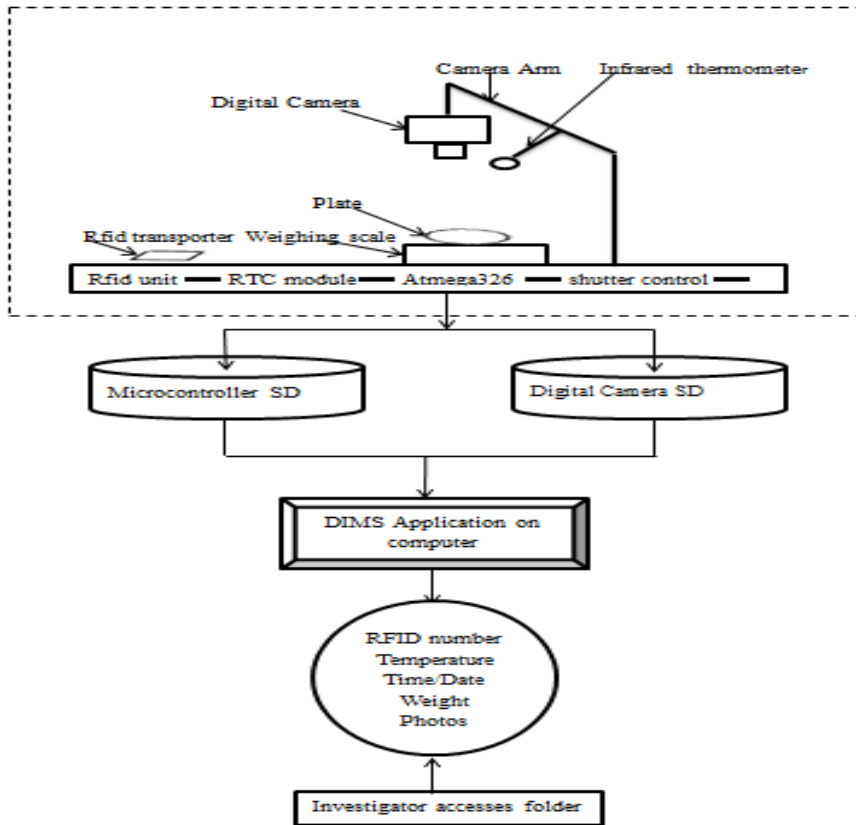 Camera Arm
Infrared thermometer
Digital Camera
Plate
Rfid transporter
Weighing scale
Rfid unit
RTC module
Atmega326
shutter control
Microcontroller SD
Digital Camera SD
DIMS Application on
computer
RFID number
Temperature
Time/Date
Weight
Photos
Investigator accesses folder